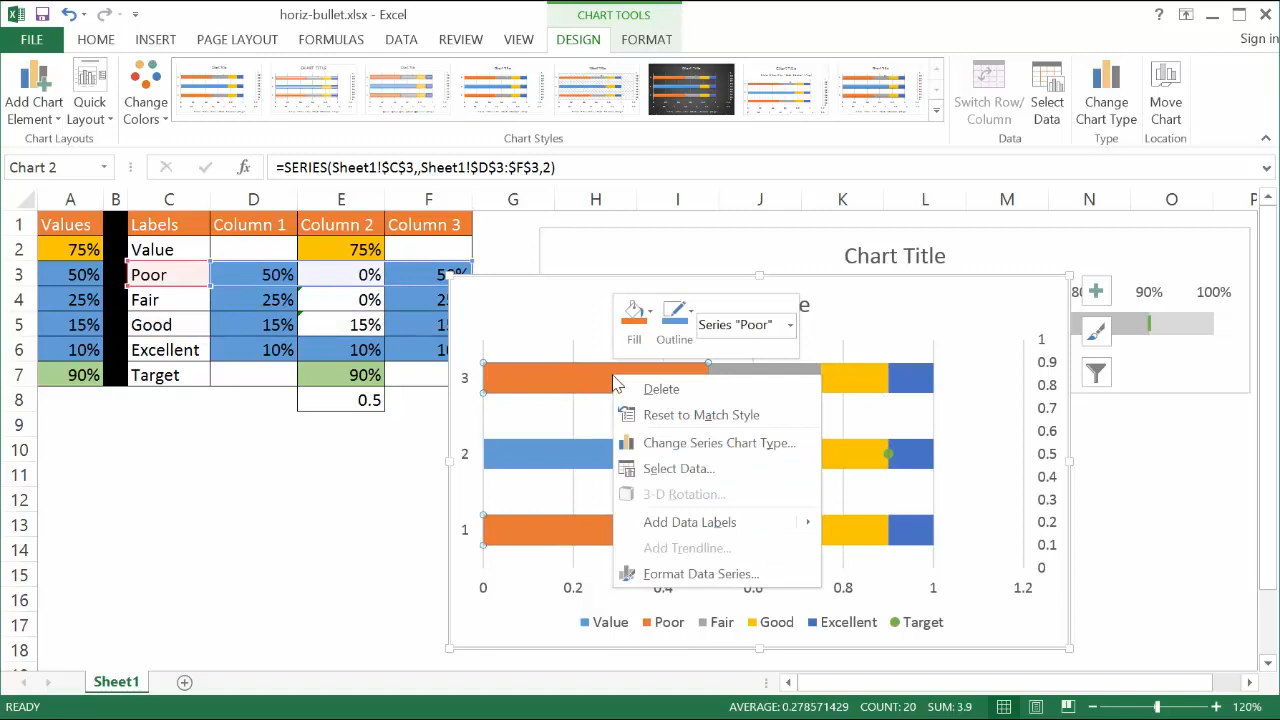 horiz-bullet.xlsx - Excel
CHART TOOLS
FILE HOME INSERT PAGE LAYOUT FORMULAS DATA REVIEW VIEW DESIGN FORMAT Sign in
Add Chart Element
Quick Layout
Change Colors
Switch Row/ Column
Select Data
Change Chart Type
Move Chart
Chart Layouts Chart Styles Data Type Location
Chart 2 fx =SERIES(Sheet1!$C$3,,Sheet1!$D$3:$F$3,2)
A B C D E F G H I J K L M N O P
1 Values Labels Column 1 Column 2 Column 3
2 75% Value 75%
3 50% Poor 50% 0% 50%
4 25% Fair 25% 0% 25
5 15% Good 15% 15% 15
6 10% Excellent 10% 10% 10
7 90% Target 90%
8 0.5
9
10
11
12
13
14
15
16
17
18
Chart Title
90% 100%
Fill Outline Series "Poor"
Delete
Reset to Match Style
Change Series Chart Type...
Select Data...
3-D Rotation...
Add Data Labels
Add Trendline...
Format Data Series...
3
2
1
1
0.9
0.8
0.7
0.6
0.5
0.4
0.3
0.2
0.1
0
0 0.2 0.4 0.6 0.8 1 1.2
Value Poor Fair Good Excellent Target
Sheet1
READY AVERAGE: 0.278571429 COUNT: 20 SUM: 3.9 120%